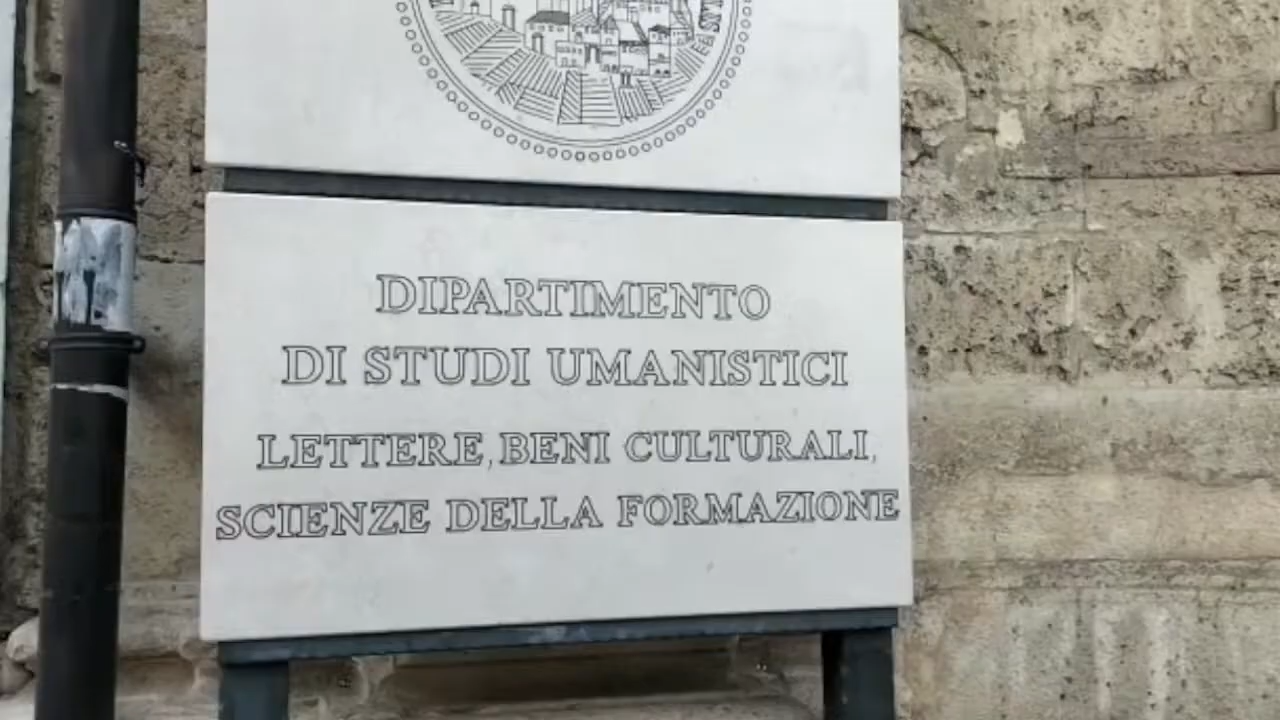 DIPARTIMENTO
DI STUDI UMANISTICI
LETTERE, BENI CULTURALI,
SCIENZE DELLA FORMAZIONE